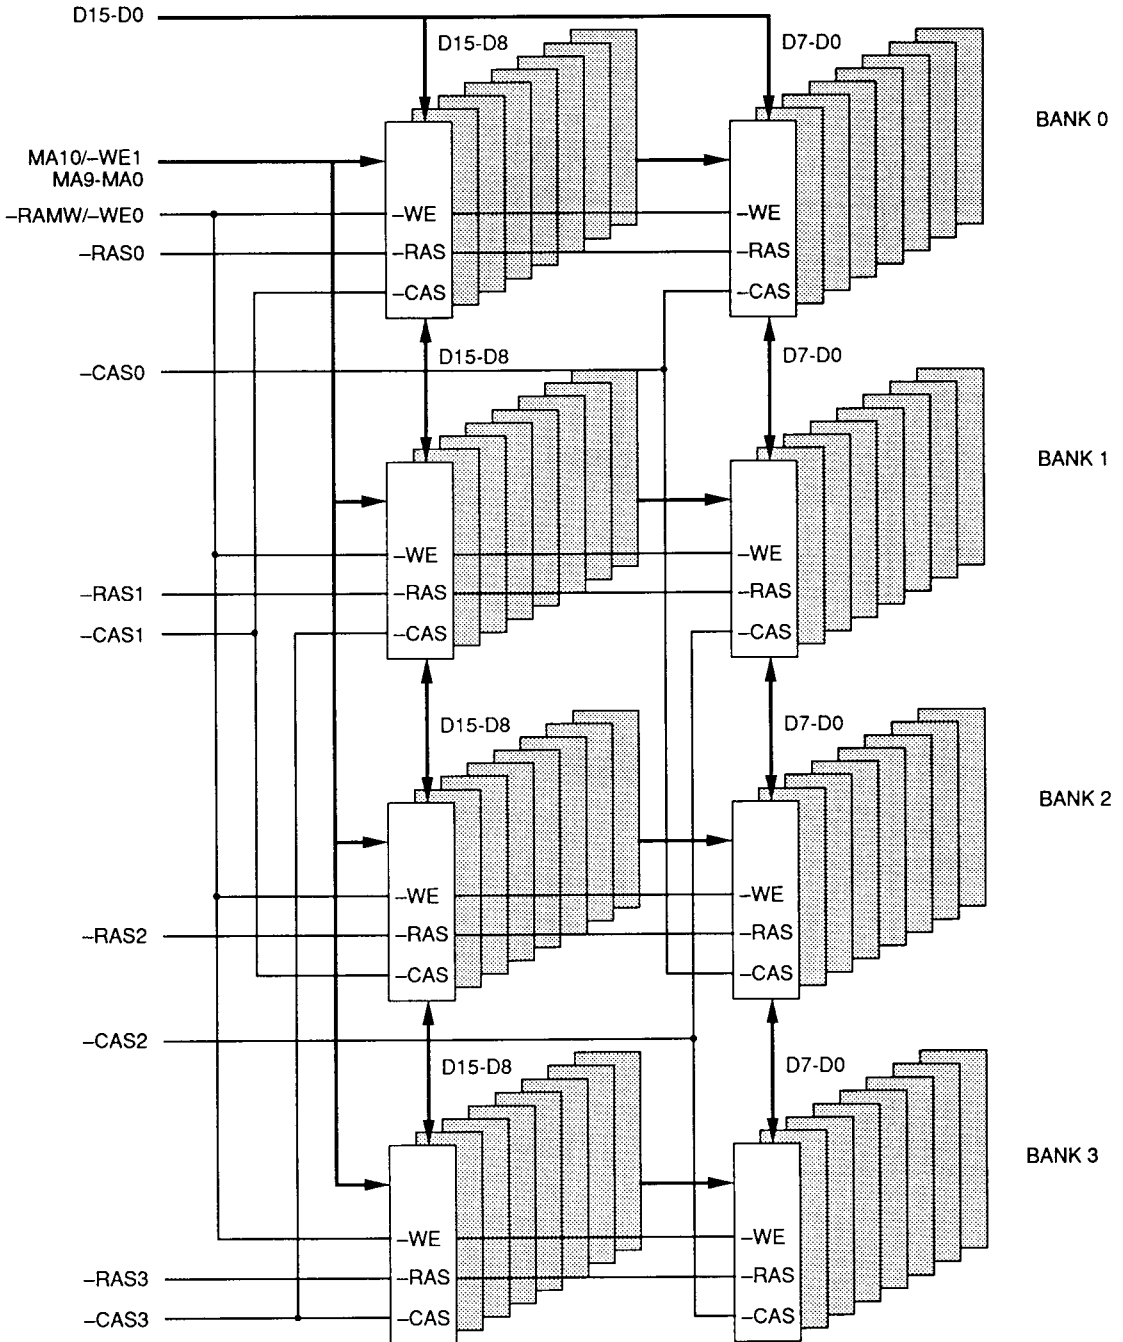 D15-D0
D15-D8
D7-D0
BANK 0
MA10/–WE1
MA9-MA0
–RAMW/–WE0
–WE
–WE
–RAS0
–RAS
–RAS
–CAS
–CAS
D15-D8
D7-D0
–CAS0
BANK 1
–WE
–WE
–RAS1
–RAS
–RAS
–CAS1
–CAS
–CAS
D15-D8
D7-D0
BANK 2
–WE
–WE
–RAS2
–RAS
–RAS
–CAS
–CAS
–CAS2
D15-D8
D7-D0
BANK 3
–WE
–WE
–RAS3
–RAS
–RAS
–CAS3
–CAS
–CAS